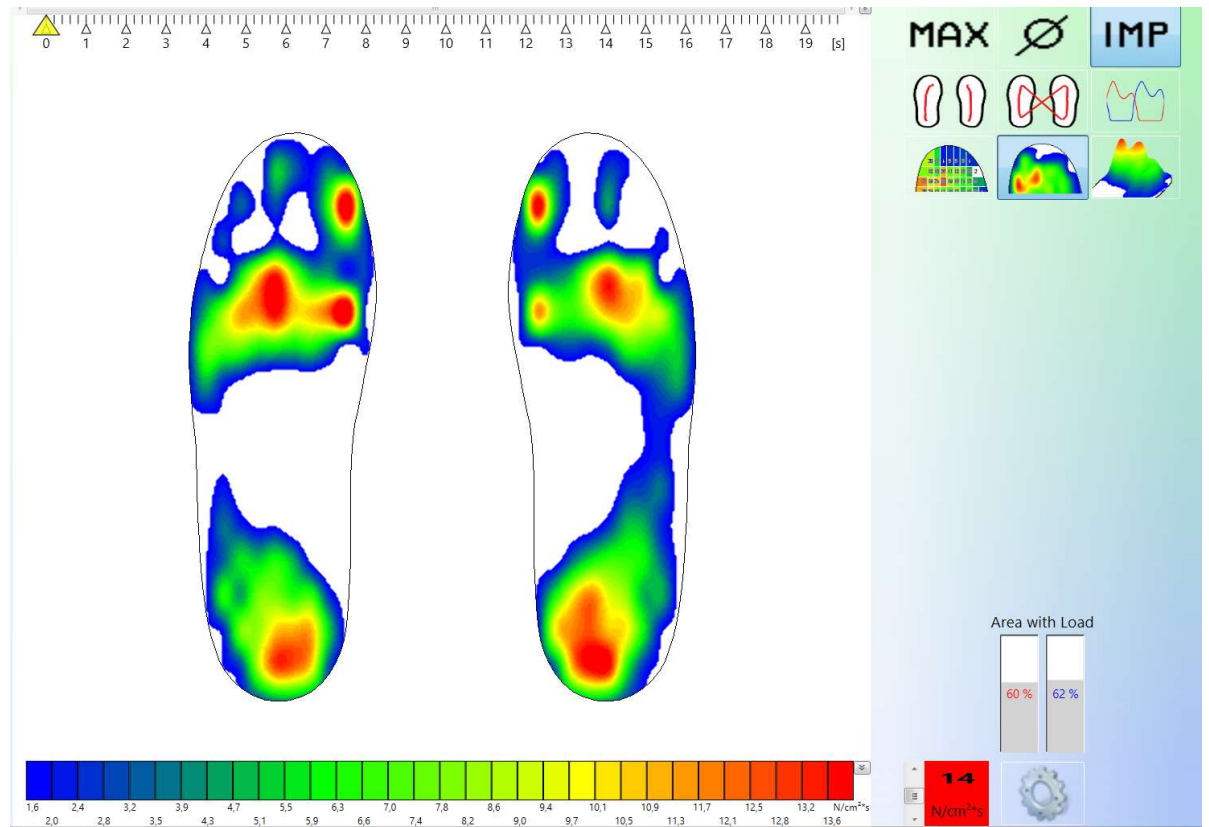 0 1 2 3 4 5 6 7 8 9 10 11 12 13 14 15 16 17 18 19 [s]
MAX Ø IMP
Area with Load
60 % 62 %
1,6 2,4 3,2 3,9 4,7 5,5 6,3 7,0 7,8 8,6 9,4 10,1 10,9 11,7 12,5 13,2 N/cm²*s
2,0 2,8 3,5 4,3 5,1 5,9 6,6 7,4 8,2 9,0 9,7 10,5 11,3 12,1 12,8 13,6
14
N/cm²*s